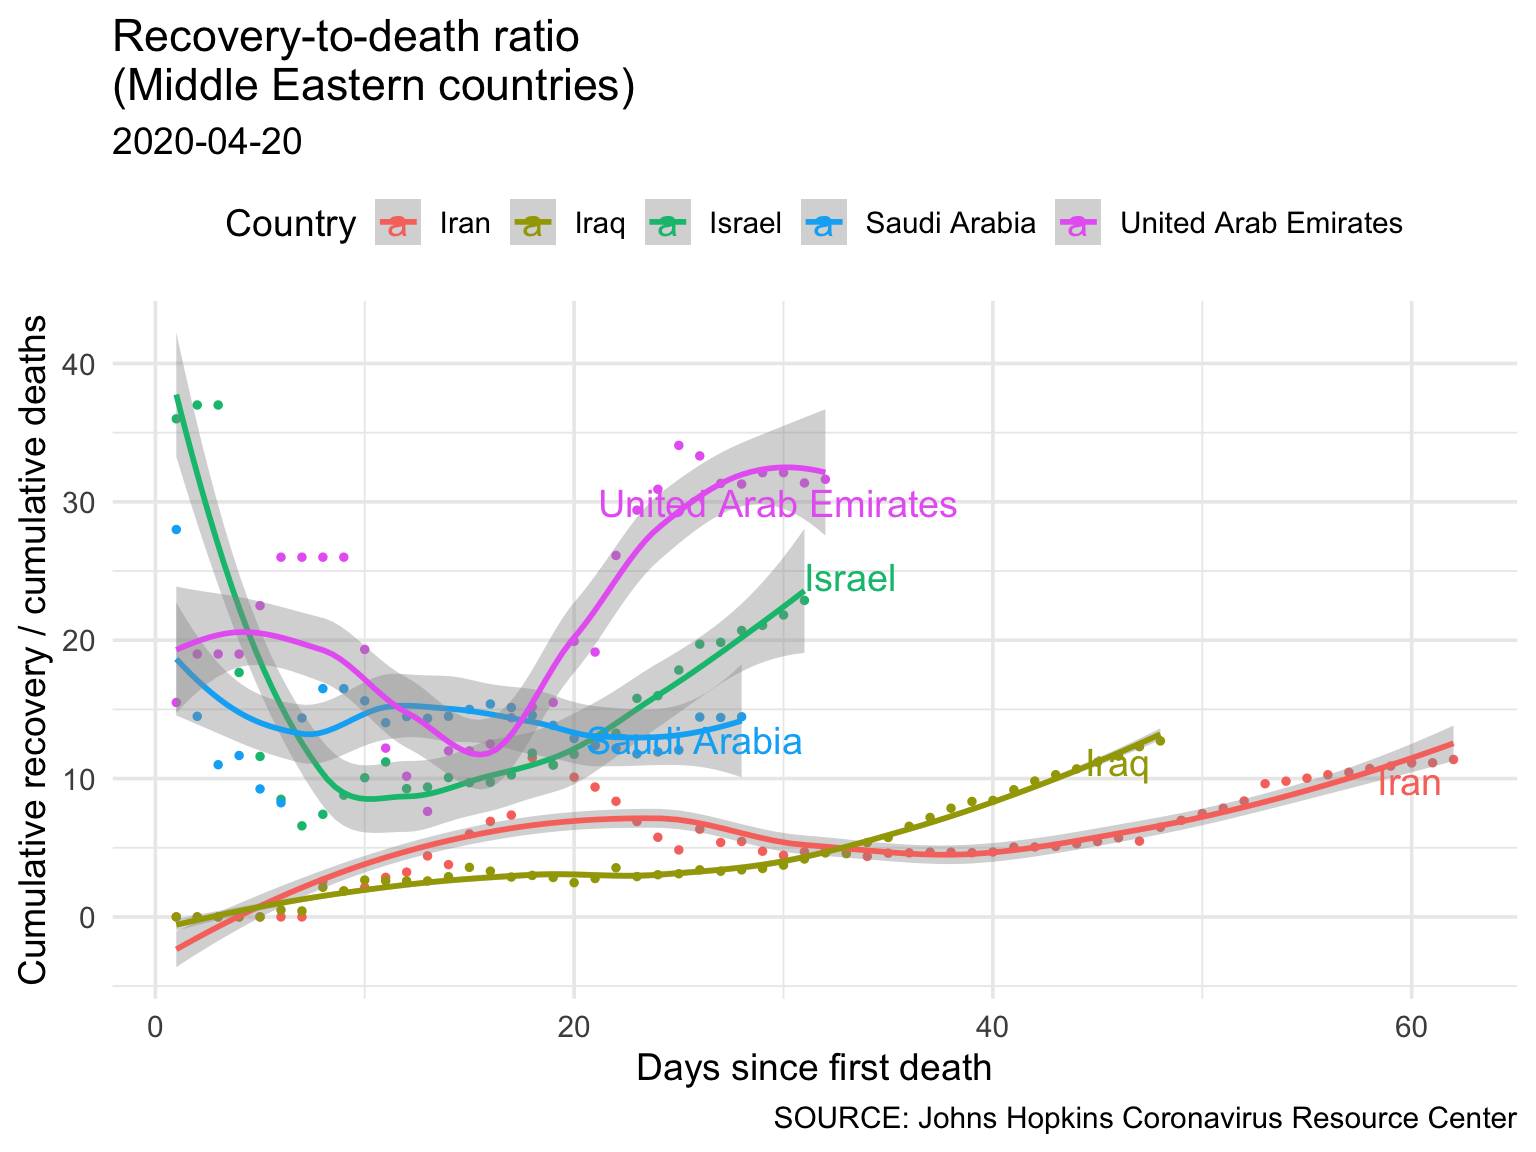 Recovery-to-death ratio
(Middle Eastern countries)
2020-04-20
Country a Iran a Iraq a Israel a Saudi Arabia a United Arab Emirates
Cumulative recovery / cumulative deaths
40
30
20
10
0
United Arab Emirates
Israel
Saudi Arabia
Iraq
Iran
0 20 40 60
Days since first death
SOURCE: Johns Hopkins Coronavirus Resource Center